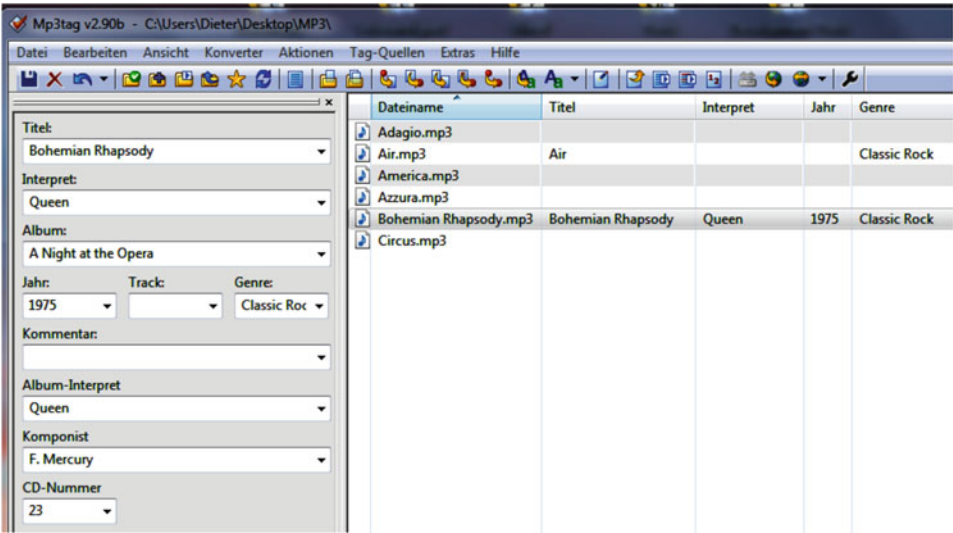 Mp3tag v2.90b - C:\Users\Dieter\Desktop\MP3\
Datei Bearbeiten Ansicht Konverter Aktionen Tag-Quellen Extras Hilfe
Titel:
Bohemian Rhapsody
Interpret:
Queen
Album:
A Night at the Opera
Jahr: Track: Genre:
1975 Classic Roc
Kommentar:
Album-Interpret
Queen
Komponist
F. Mercury
CD-Nummer
23
Dateiname Titel Interpret Jahr Genre
Adagio.mp3
Air.mp3 Air Classic Rock
America.mp3
Azzura.mp3
Bohemian Rhapsody.mp3 Bohemian Rhapsody Queen 1975 Classic Rock
Circus.mp3